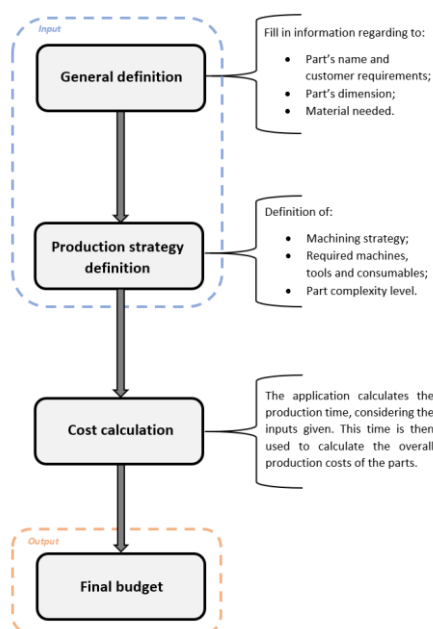 Input
General definition
Fill in information regarding to:
• Part's name and
customer requirements;
• Part's dimension;
• Material needed.
Production strategy
definition
Definition of:
• Machining strategy;
• Required machines,
tools and consumables;
• Part complexity level.
Cost calculation
The application calculates the
production time, considering the
inputs given. This time is then
used to calculate the overall
production costs of the parts.
Output
Final budget